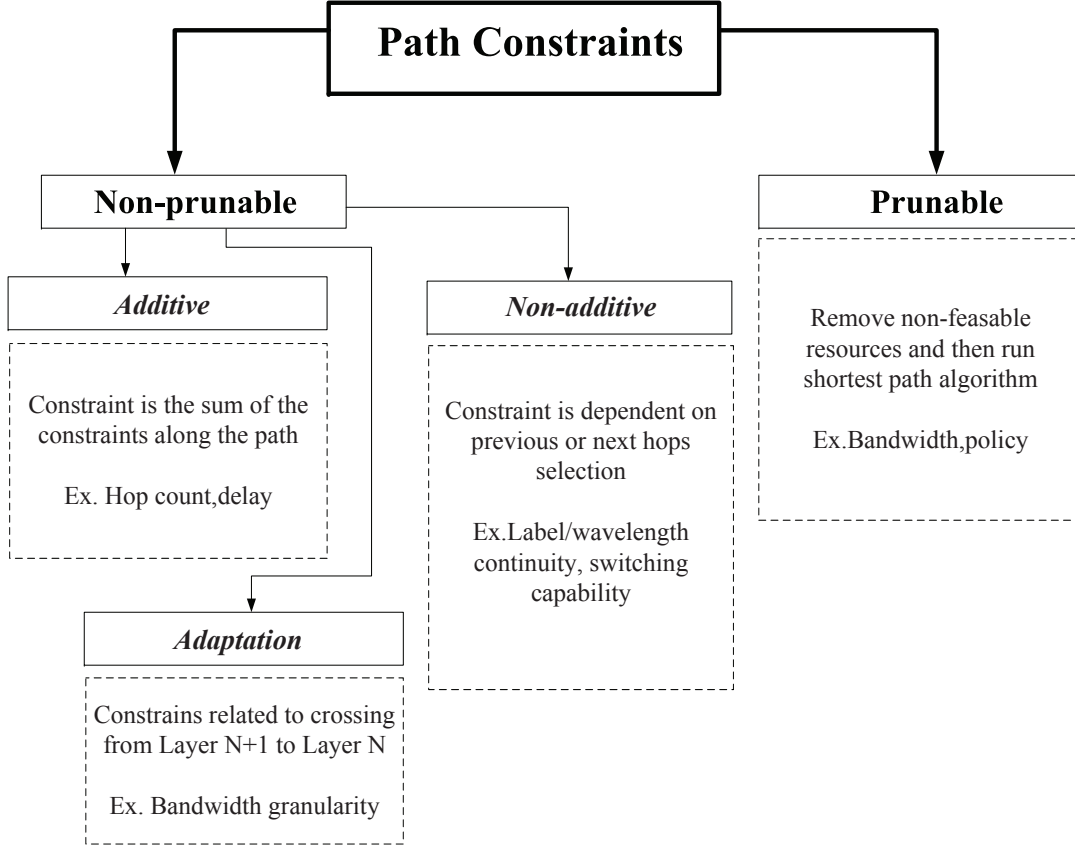 Path Constraints
Non-prunable
Prunable
Additive
Constraint is the sum of the
constraints along the path
Ex. Hop count,delay
Non-additive
Constraint is dependent on
previous or next hops
selection
Ex.Label/wavelength
continuity, switching
capability
Remove non-feasable
resources and then run
shortest path algorithm
Ex.Bandwidth,policy
Adaptation
Constrains related to crossing
from Layer N+1 to Layer N
Ex. Bandwidth granularity